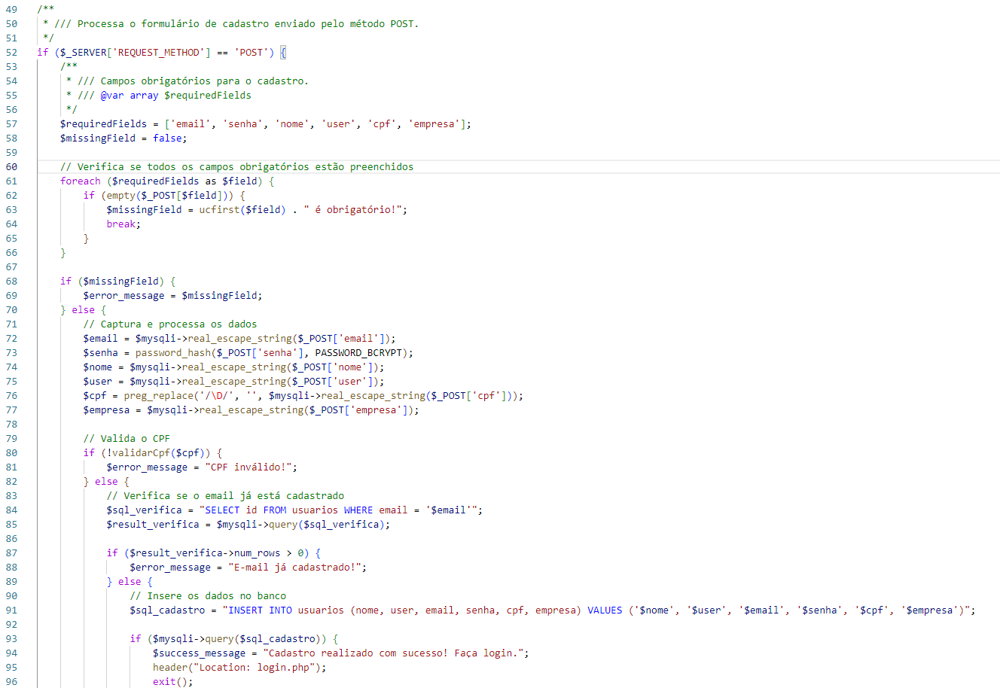 49 /**
50  * /// Processa o formulário de cadastro enviado pelo método POST.
51  */
52 if ($_SERVER['REQUEST_METHOD'] == 'POST') {
53     /**
54      * /// Campos obrigatórios para o cadastro.
55      * /// @var array $requiredFields
56      */
57     $requiredFields = ['email', 'senha', 'nome', 'user', 'cpf', 'empresa'];
58     $missingField = false;
59
60     // Verifica se todos os campos obrigatórios estão preenchidos
61     foreach ($requiredFields as $field) {
62         if (empty($_POST[$field])) {
63             $missingField = ucfirst($field) . " é obrigatório!";
64             break;
65         }
66     }
67
68     if ($missingField) {
69         $error_message = $missingField;
70     } else {
71         // Captura e processa os dados
72         $email = $mysqli->real_escape_string($_POST['email']);
73         $senha = password_hash($_POST['senha'], PASSWORD_BCRYPT);
74         $nome = $mysqli->real_escape_string($_POST['nome']);
75         $user = $mysqli->real_escape_string($_POST['user']);
76         $cpf = preg_replace('/\D/', '', $mysqli->real_escape_string($_POST['cpf']));
77         $empresa = $mysqli->real_escape_string($_POST['empresa']);
78
79         // Valida o CPF
80         if (!validarCpf($cpf)) {
81             $error_message = "CPF inválido!";
82         } else {
83             // Verifica se o email já está cadastrado
84             $sql_verifica = "SELECT id FROM usuarios WHERE email = '$email'";
85             $result_verifica = $mysqli->query($sql_verifica);
86
87             if ($result_verifica->num_rows > 0) {
88                 $error_message = "E-mail já cadastrado!";
89             } else {
90                 // Insere os dados no banco
91                 $sql_cadastro = "INSERT INTO usuarios (nome, user, email, senha, cpf, empresa) VALUES ('$nome', '$user', '$email', '$senha', '$cpf', '$empresa')";
92
93                 if ($mysqli->query($sql_cadastro)) {
94                     $success_message = "Cadastro realizado com sucesso! Faça login.";
95                     header("Location: login.php");
96                     exit();